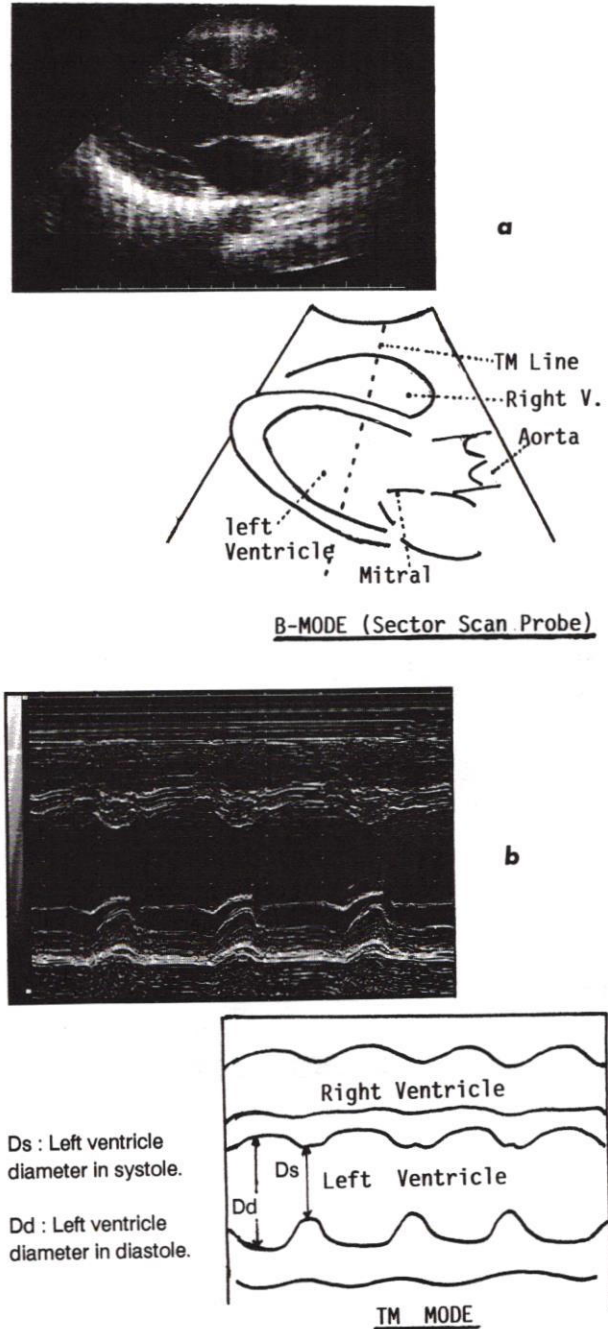 a
TM Line
Right V.
Aorta
left
Ventricle
Mitral
B-MODE (Sector Scan Probe)
b
Right Ventricle
Ds : Left ventricle
diameter in systole.
Ds
Left Ventricle
Dd
Dd : Left ventricle
diameter in diastole.
TM MODE